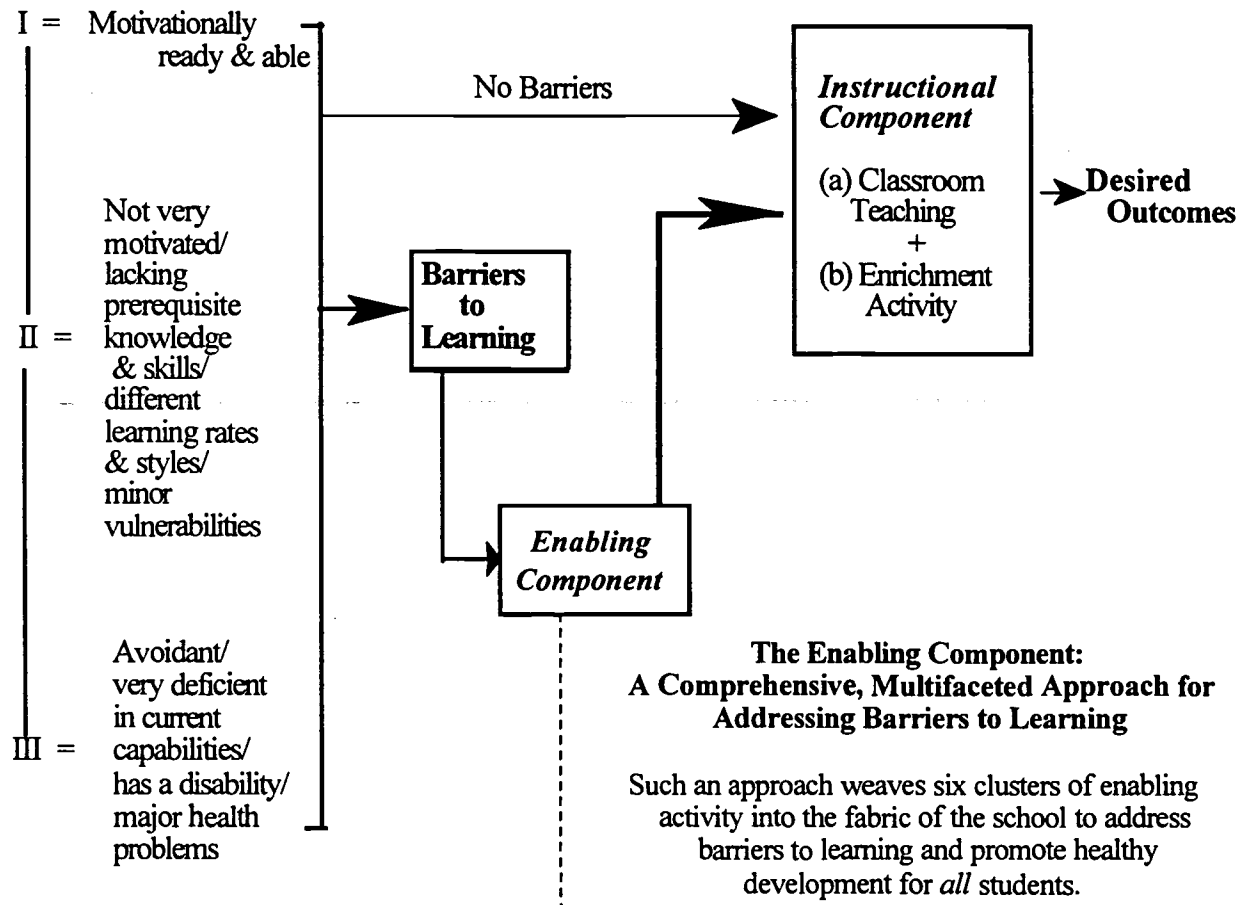 I = Motivationally
ready & able
No Barriers
Instructional
Component
(a) Classroom
Teaching
+
(b) Enrichment
Activity
Desired
Outcomes
II =
Not very
motivated/
lacking
prerequisite
knowledge
& skills/
different
learning rates
& styles/
minor
vulnerabilities
Barriers
to
Learning
Enabling
Component
III =
Avoidant/
very deficient
in current
capabilities/
has a disability/
major health
problems
The Enabling Component:
A Comprehensive, Multifaceted Approach for
Addressing Barriers to Learning
Such an approach weaves six clusters of enabling
activity into the fabric of the school to address
barriers to learning and promote healthy
development for all students.